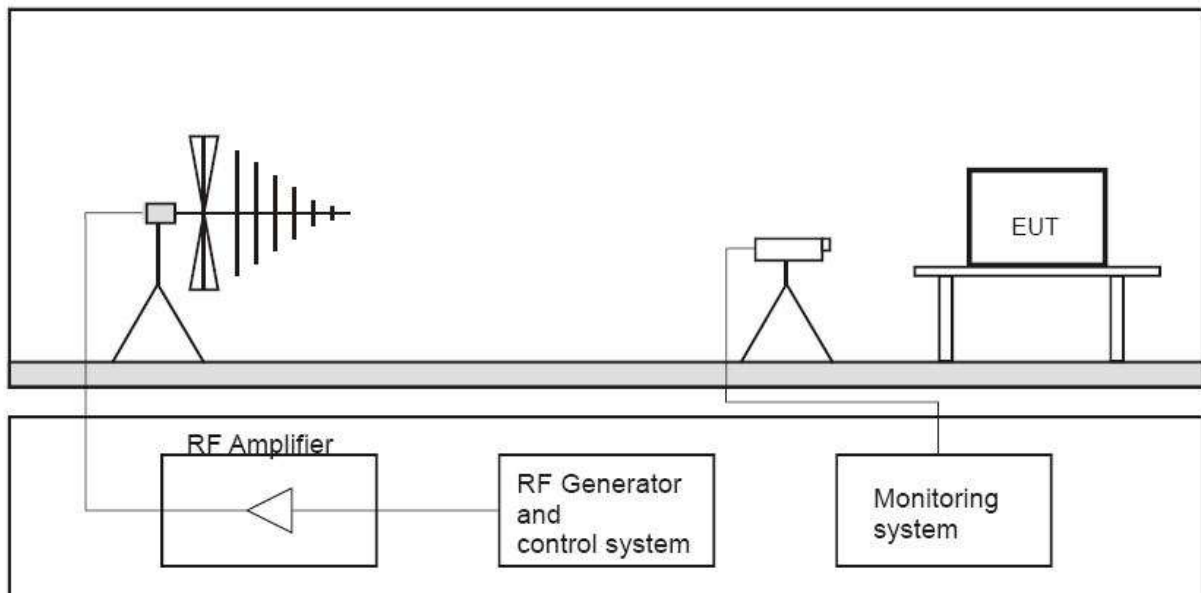 EUT
RF Amplifier
RF Generator
and
control system
Monitoring
system